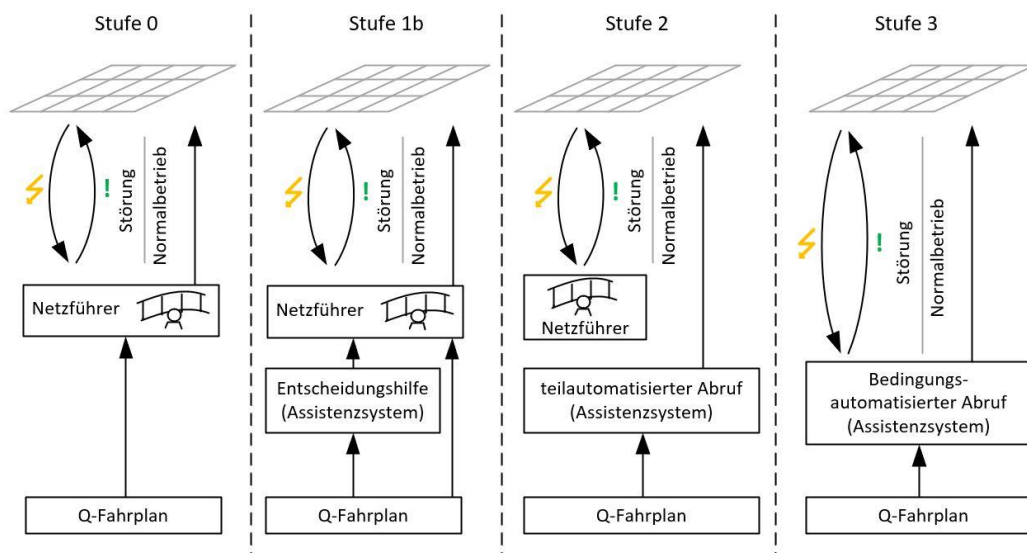 Stufe 0
Störung
Normalbetrieb
!
Netzführer
Q-Fahrplan
Stufe 1b
Störung
Normalbetrieb
!
Netzführer
Entscheidungshilfe
(Assistenzsystem)
Q-Fahrplan
Stufe 2
Störung
Normalbetrieb
!
Netzführer
teilautomatisierter Abruf
(Assistenzsystem)
Q-Fahrplan
Stufe 3
Störung
Normalbetrieb
!
Bedingungs-
automatisierter Abruf
(Assistenzsystem)
Q-Fahrplan